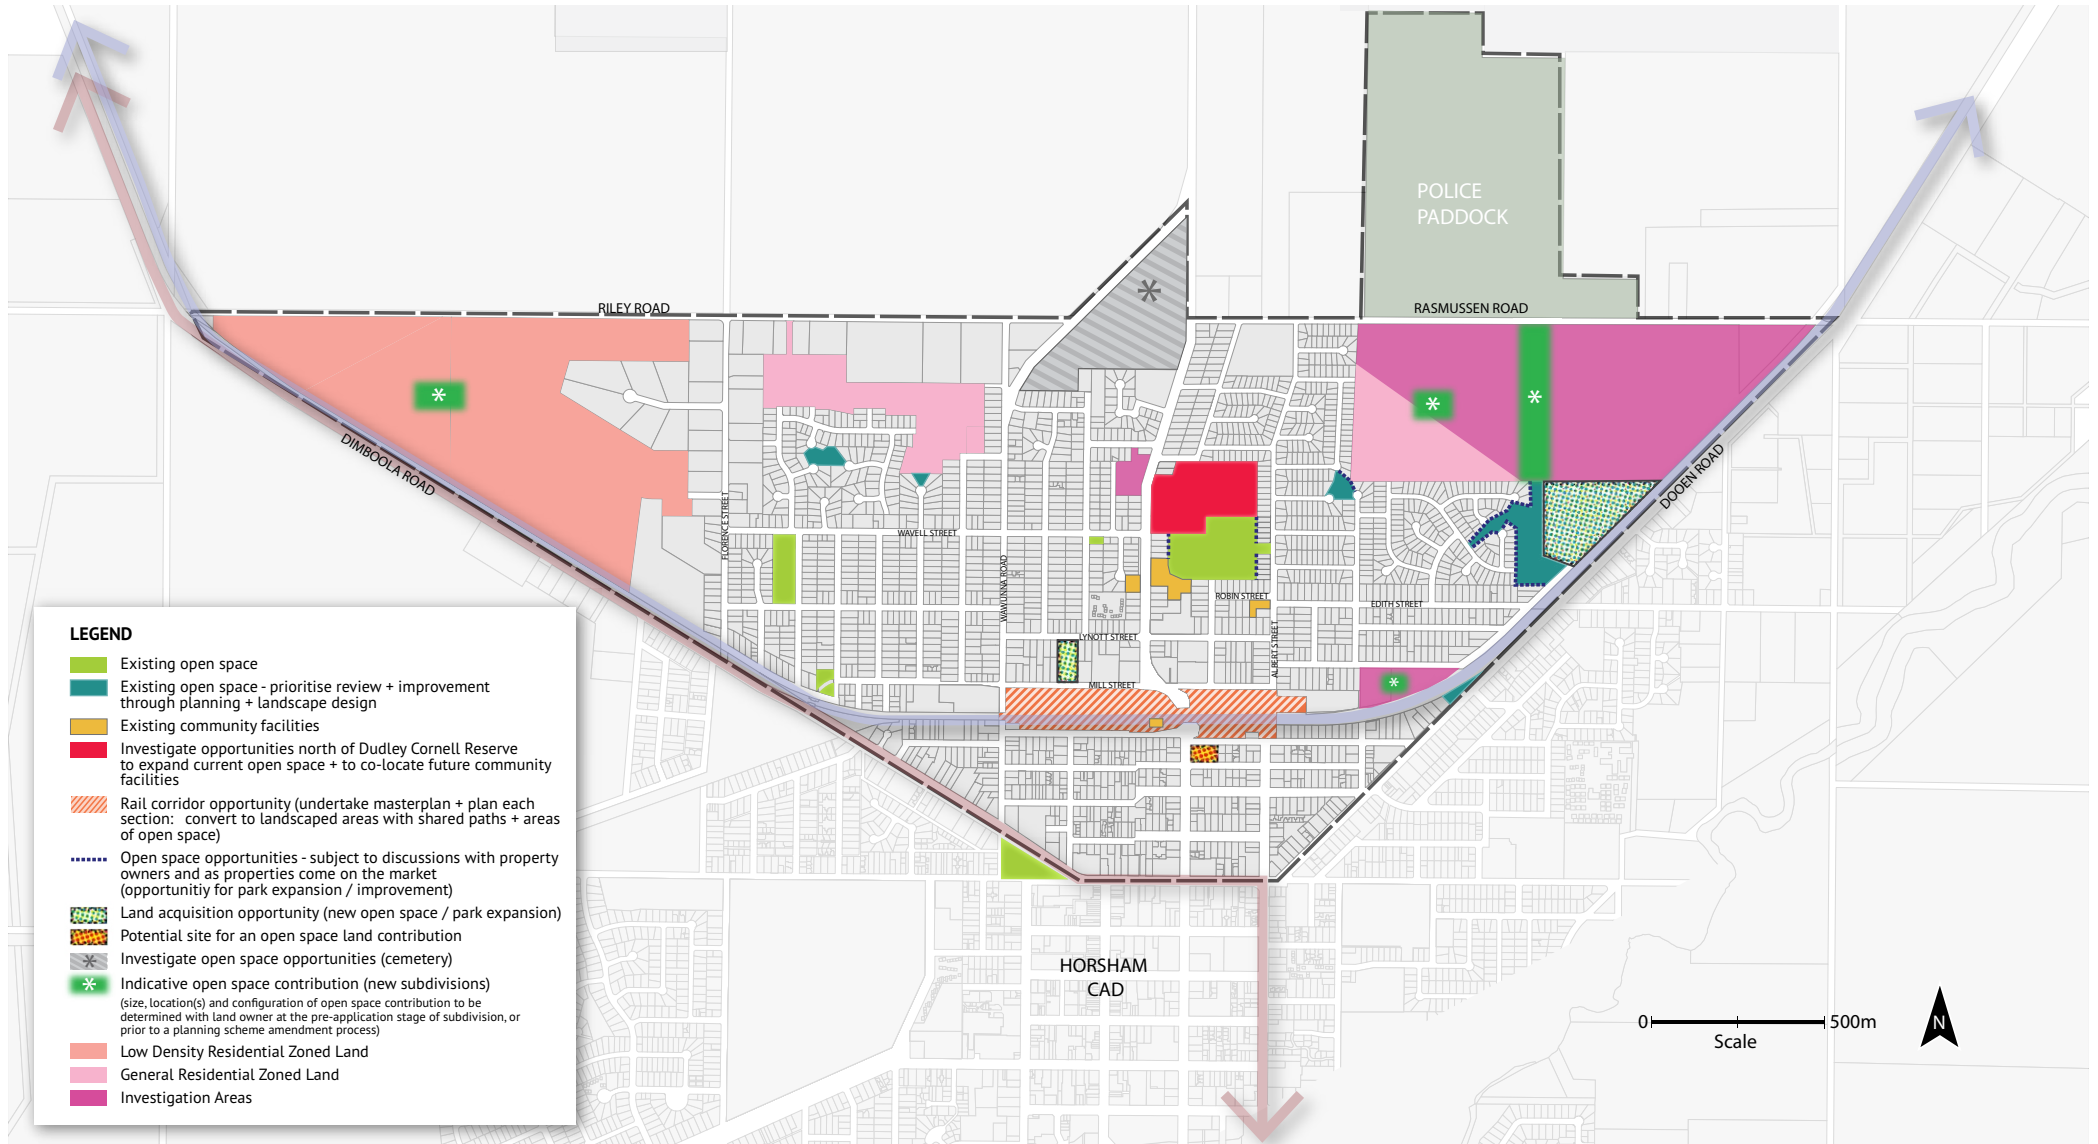 POLICE
PADDOCK
RILEY ROAD
RASMUSSEN ROAD
DIMBOOLA ROAD
DOOEN ROAD
FLORENCE STREET
WAVELL STREET
WAWUNNA ROAD
ROBIN STREET
EDITH STREET
LYNOTT STREET
ALBERT STREET
MILL STREET
HORSHAM
CAD
LEGEND
Existing open space
Existing open space - prioritise review + improvement
through planning + landscape design
Existing community facilities
Investigate opportunities north of Dudley Cornell Reserve
to expand current open space + to co-locate future community
facilities
Rail corridor opportunity (undertake masterplan + plan each
section: convert to landscaped areas with shared paths + areas
of open space)
Open space opportunities - subject to discussions with property
owners and as properties come on the market
(opportunitiy for park expansion / improvement)
Land acquisition opportunity (new open space / park expansion)
Potential site for an open space land contribution
Investigate open space opportunities (cemetery)
Indicative open space contribution (new subdivisions)
(size, location(s) and configuration of open space contribution to be
determined with land owner at the pre-application stage of subdivision, or
prior to a planning scheme amendment process)
Low Density Residential Zoned Land
General Residential Zoned Land
Investigation Areas
0 500m
Scale
N